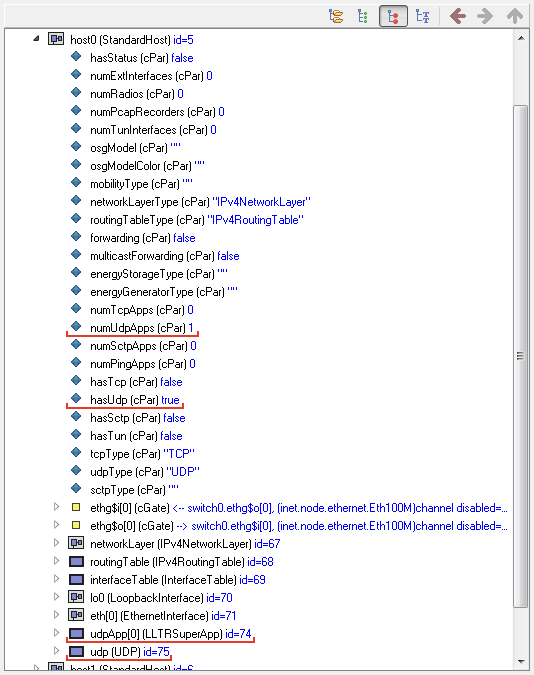 host0 (StandardHost) id=5
hasStatus (cPar) false
numExtInterfaces (cPar) 0
numRadios (cPar) 0
numPcapRecorders (cPar) 0
numTunInterfaces (cPar) 0
osgModel (cPar) ""
osgModelColor (cPar) ""
mobilityType (cPar) ""
networkLayerType (cPar) "IPv4NetworkLayer"
routingTableType (cPar) "IPv4RoutingTable"
forwarding (cPar) false
multicastForwarding (cPar) false
energyStorageType (cPar) ""
energyGeneratorType (cPar) ""
numTcpApps (cPar) 0
numUdpApps (cPar) 1
numSctpApps (cPar) 0
numPingApps (cPar) 0
hasTcp (cPar) false
hasUdp (cPar) true
hasSctp (cPar) false
hasTun (cPar) false
tcpType (cPar) "TCP"
udpType (cPar) "UDP"
sctpType (cPar) ""
ethg$i[0] (cGate) <-- switch0.ethg$o[0], (inet.node.ethernet.Eth100M)channel disabled=...
ethg$o[0] (cGate) --> switch0.ethg$i[0], (inet.node.ethernet.Eth100M)channel disabled=...
networkLayer (IPv4NetworkLayer) id=67
routingTable (IPv4RoutingTable) id=68
interfaceTable (InterfaceTable) id=69
lo0 (LoopbackInterface) id=70
eth[0] (EthernetInterface) id=71
udpApp[0] (LLTRSuperApp) id=74
udp (UDP) id=75
host1 (StandardHost) id=6